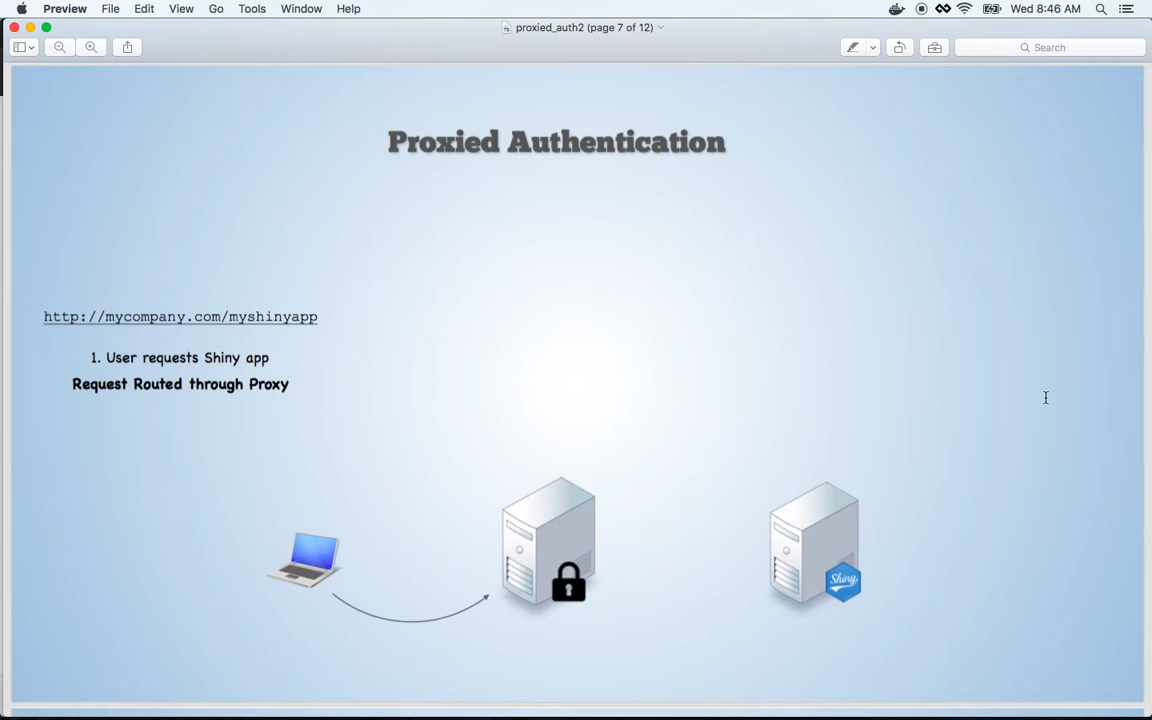 Preview File Edit View Go Tools Window Help Wed 8:46 AM
proxied_auth2 (page 7 of 12)
Search
Proxied Authentication
http://mycompany.com/myshinyapp
1. User requests Shiny app
Request Routed through Proxy
Shiny